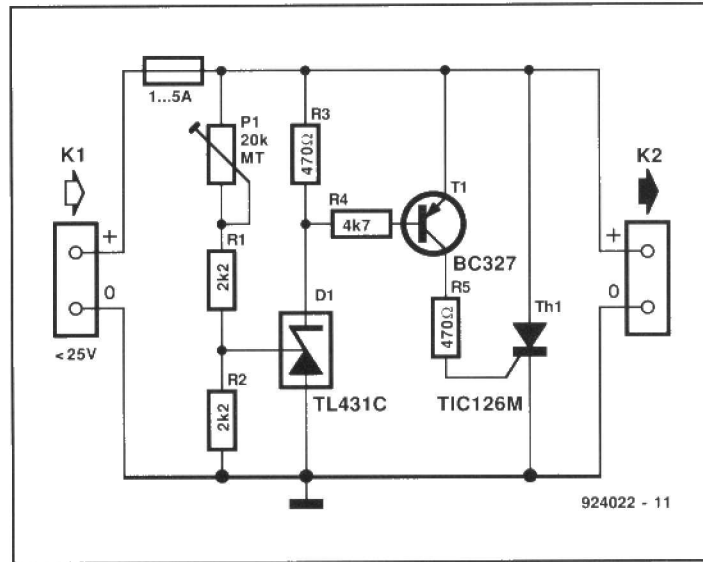 1...5A
P1
20k
MT
R3
470Ω
K1
K2
R4
4k7
T1
BC327
+
+
R1
2k2
0
0
D1
R5
470Ω
Th1
<25V
R2
2k2
TL431C
TIC126M
924022 - 11